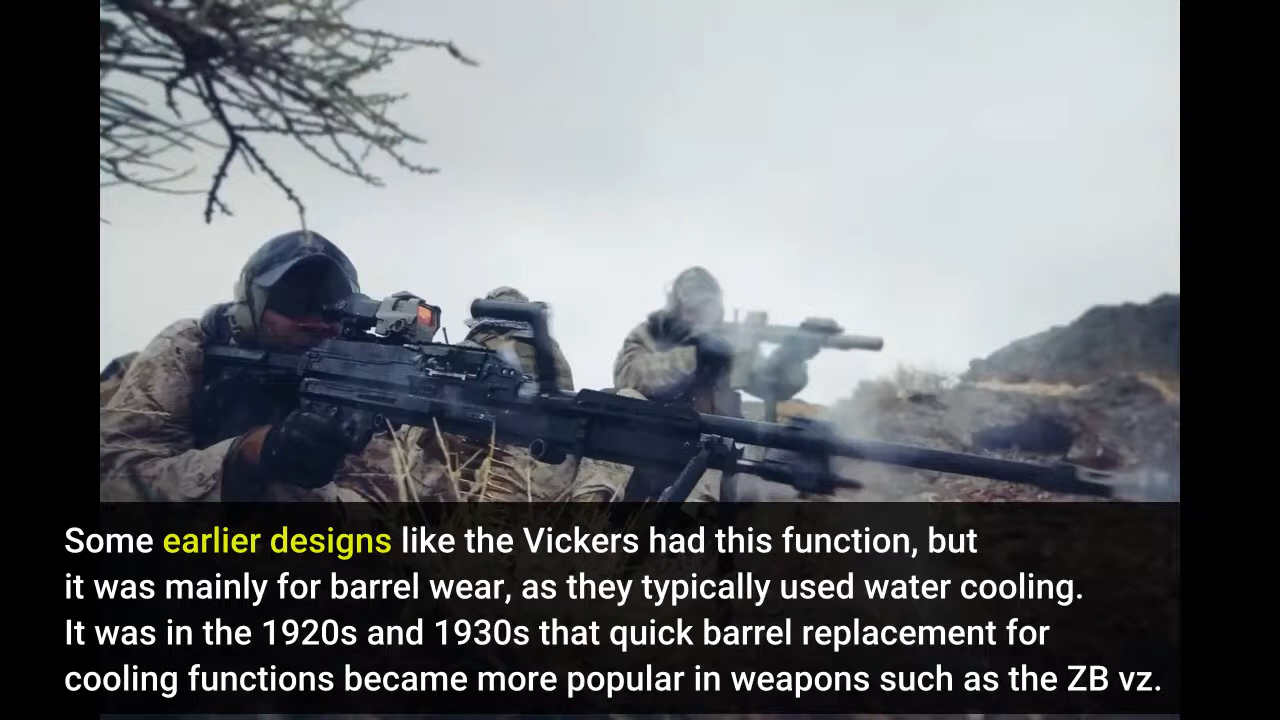 Some earlier designs like the Vickers had this function, but
it was mainly for barrel wear, as they typically used water cooling.
It was in the 1920s and 1930s that quick barrel replacement for
cooling functions became more popular in weapons such as the ZB vz.